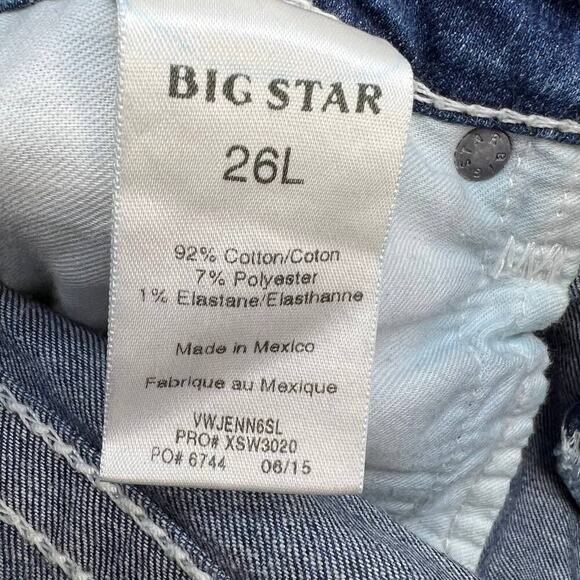 BIG STAR
26L
92% Cotton/Coton
7% Polyester
1% Elastane/Elasthanne
Made in Mexico
Fabrique au Mexique
VWJENN6SL
PRO# XSW3020
PO# 6744 06/15